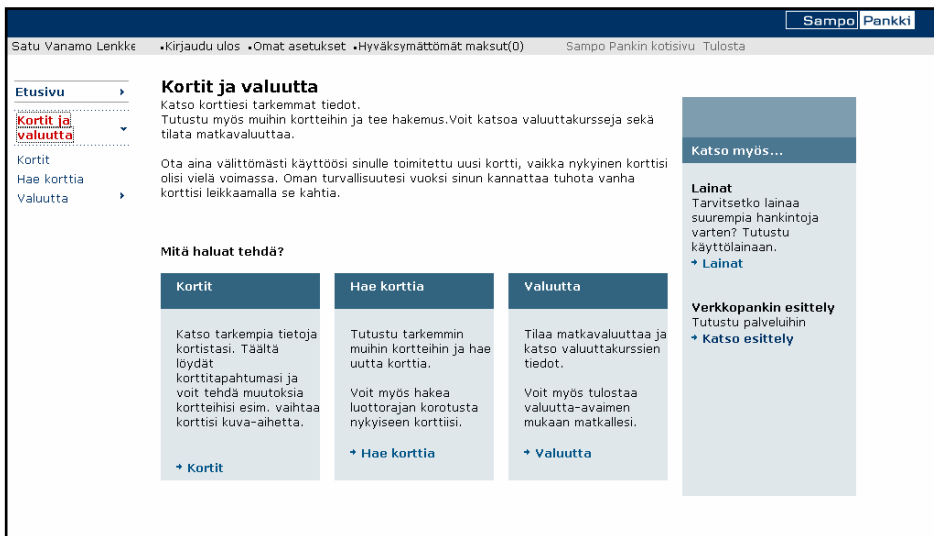 Sampo Pankki
Satu Vanamo Lenkke •Kirjaudu ulos •Omat asetukset •Hyväksymättömät maksut(0) Sampo Pankin kotisivu Tulosta
Etusivu
Kortit ja
valuutta
Kortit
Hae korttia
Valuutta
Kortit ja valuutta
Katso korttiesi tarkemmat tiedot.
Tutustu myös muihin kortteihin ja tee hakemus.Voit katsoa valuuttakursseja sekä
tilata matkavaluuttaa.
Ota aina välittömästi käyttöösi sinulle toimitettu uusi kortti, vaikka nykyinen korttisi
olisi vielä voimassa. Oman turvallisuutesi vuoksi sinun kannattaa tuhota vanha
korttisi leikkaamalla se kahtia.
Mitä haluat tehdä?
Kortit
Katso tarkempia tietoja
kortistasi. Täältä
löydät
korttitapahtumasi ja
voit tehdä muutoksia
kortteihisi esim. vaihtaa
korttisi kuva-aihetta.
Kortit
Hae korttia
Tutustu tarkemmin
muihin kortteihin ja hae
uutta korttia.
Voit myös hakea
luottorajan korotusta
nykyiseen korttiisi.
Hae korttia
Valuutta
Tilaa matkavaluuttaa ja
katso valuuttakurssien
tiedot.
Voit myös tulostaa
valuutta-avaimen
mukaan matkallesi.
Valuutta
Katso myös...
Lainat
Tarvitsetko lainaa
suurempia hankintoja
varten? Tutustu
käyttölainaan.
Lainat
Verkkopankin esittely
Tutustu palveluihin
Katso esittely